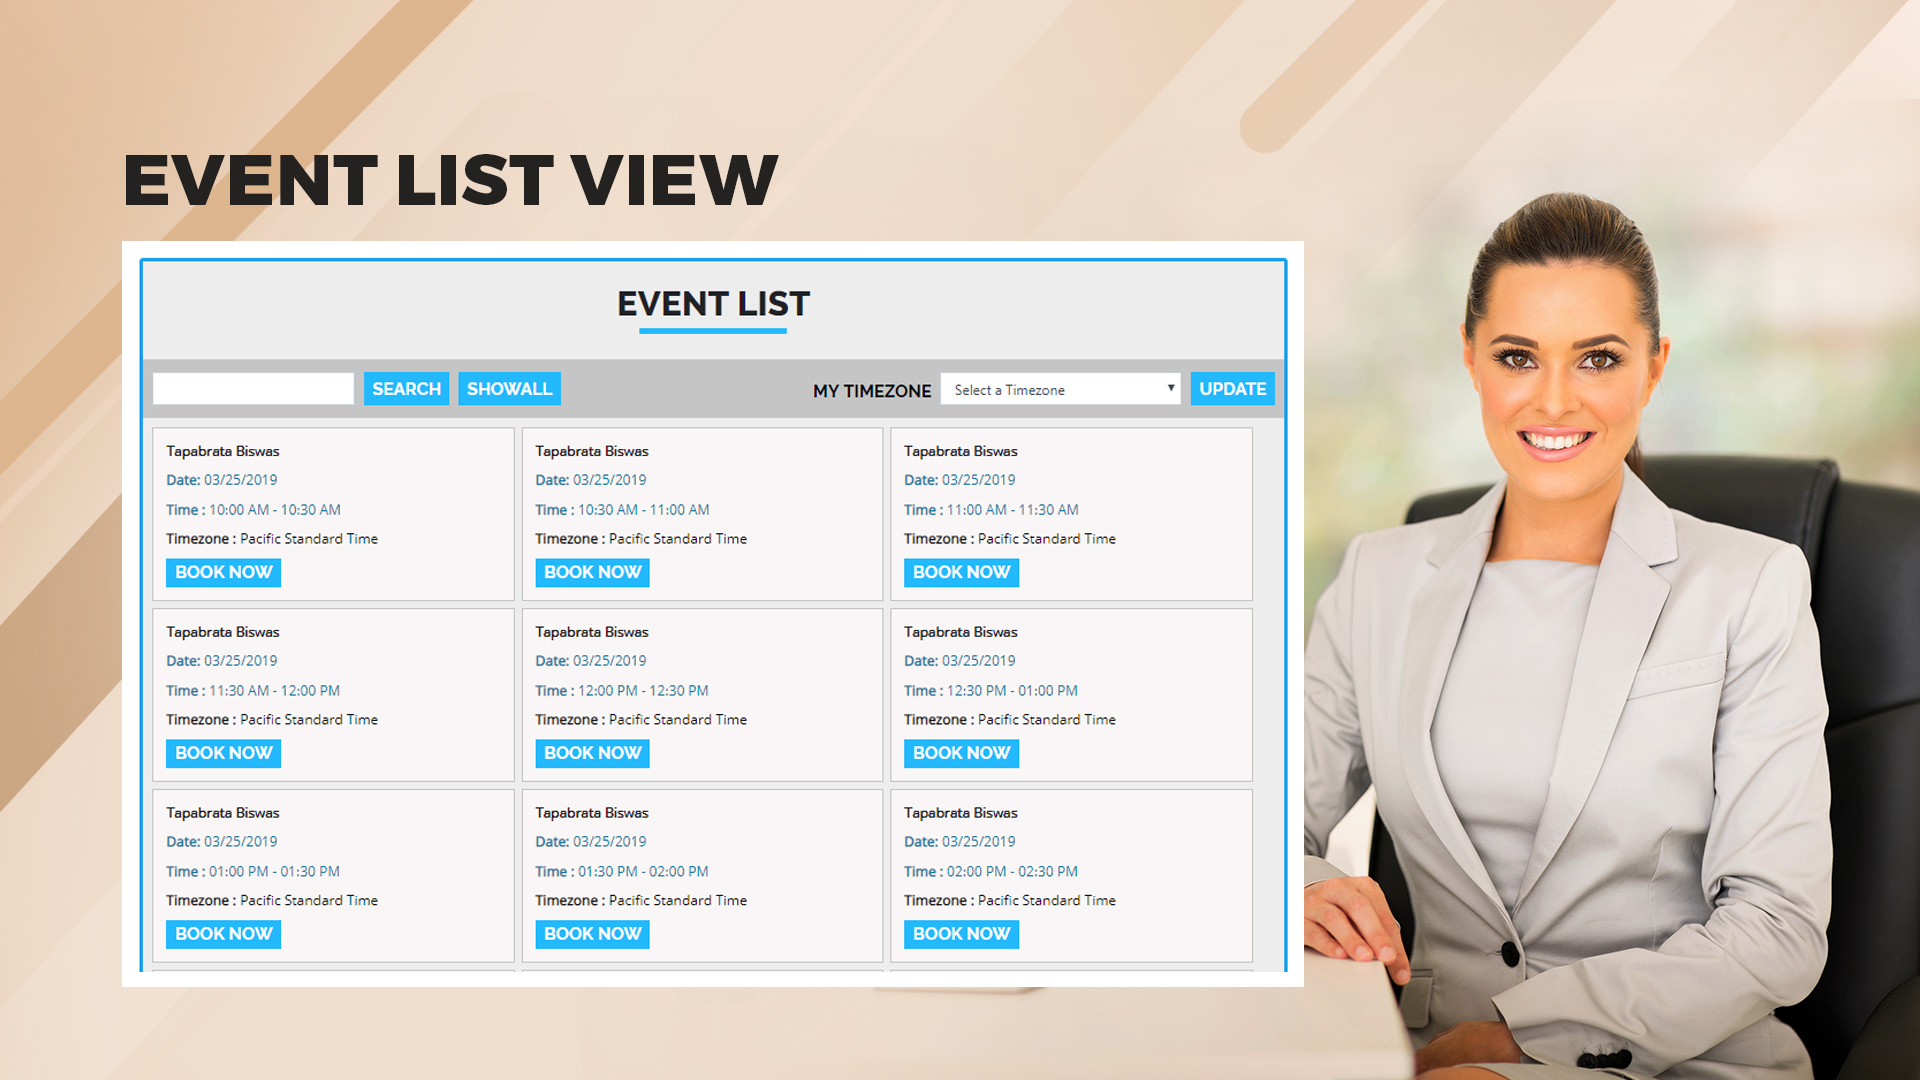 EVENT LIST VIEW
EVENT LIST
SEARCH SHOWALL MY TIMEZONE Select a Timezone UPDATE
Tapabrata Biswas
Date: 03/25/2019
Time : 10:00 AM - 10:30 AM
Timezone : Pacific Standard Time
BOOK NOW
Tapabrata Biswas
Date: 03/25/2019
Time : 10:30 AM - 11:00 AM
Timezone : Pacific Standard Time
BOOK NOW
Tapabrata Biswas
Date: 03/25/2019
Time : 11:00 AM - 11:30 AM
Timezone : Pacific Standard Time
BOOK NOW
Tapabrata Biswas
Date: 03/25/2019
Time : 11:30 AM - 12:00 PM
Timezone : Pacific Standard Time
BOOK NOW
Tapabrata Biswas
Date: 03/25/2019
Time : 12:00 PM - 12:30 PM
Timezone : Pacific Standard Time
BOOK NOW
Tapabrata Biswas
Date: 03/25/2019
Time : 12:30 PM - 01:00 PM
Timezone : Pacific Standard Time
BOOK NOW
Tapabrata Biswas
Date: 03/25/2019
Time : 01:00 PM - 01:30 PM
Timezone : Pacific Standard Time
BOOK NOW
Tapabrata Biswas
Date: 03/25/2019
Time : 01:30 PM - 02:00 PM
Timezone : Pacific Standard Time
BOOK NOW
Tapabrata Biswas
Date: 03/25/2019
Time : 02:00 PM - 02:30 PM
Timezone : Pacific Standard Time
BOOK NOW